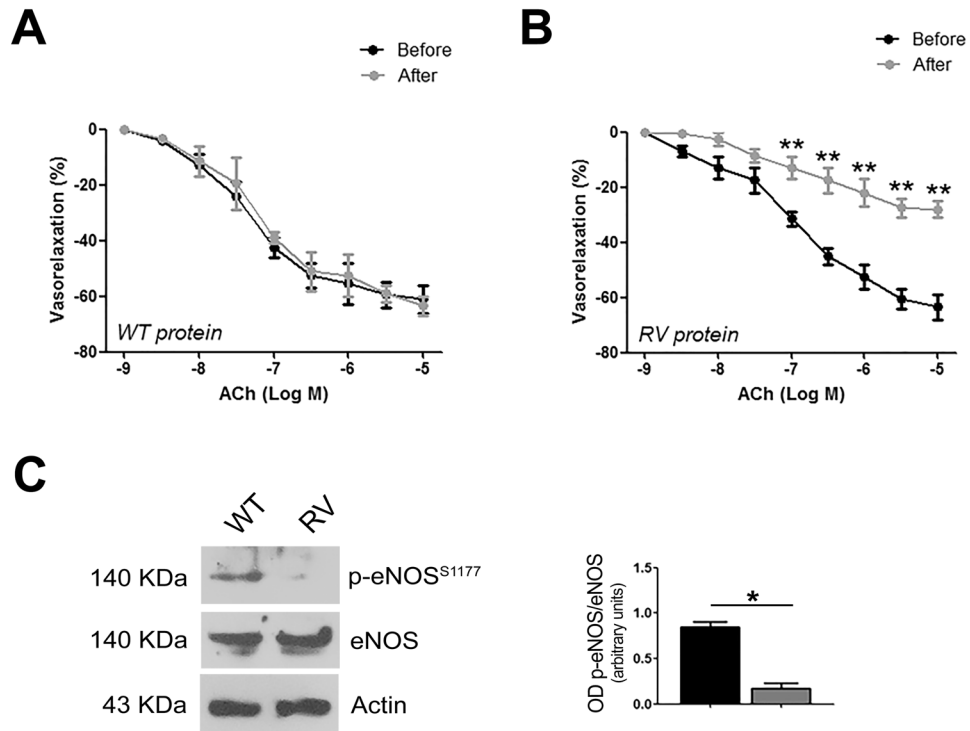 A
Before
After
0
-20
-40
-60
-80
Vasorelaxation (%)
WT protein
-9 -8 -7 -6 -5
ACh (Log M)
B
Before
After
0
-20
-40
-60
-80
Vasorelaxation (%)
** ** ** ** **
RV protein
-9 -8 -7 -6 -5
ACh (Log M)
C
WT RV
140 KDa p-eNOS^S1177
140 KDa eNOS
43 KDa Actin
OD p-eNOS/eNOS
(arbitrary units)
1.5
1.0
0.5
0.0
*